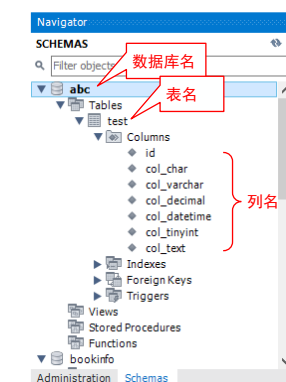 Navigator
SCHEMAS
Filter objects
数据库名
abc
Tables
表名
test
Columns
id
col_char
col_varchar
col_decimal
列名
col_datetime
col_tinyint
col_text
Indexes
Foreign Keys
Triggers
Views
Stored Procedures
Functions
bookinfo
Administration Schemas